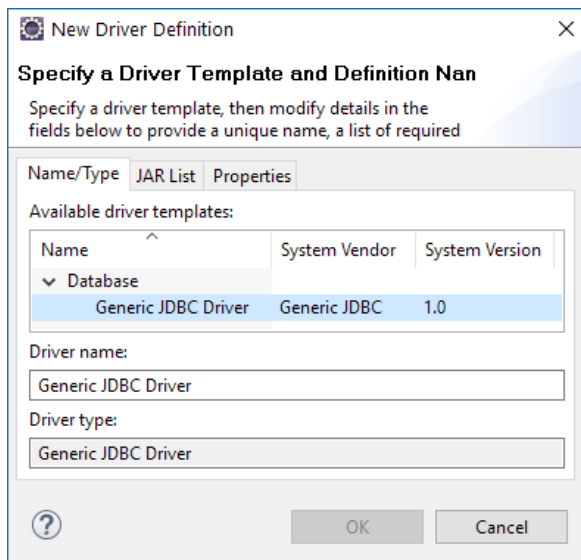 New Driver Definition
Specify a Driver Template and Definition Nan
Specify a driver template, then modify details in the
fields below to provide a unique name, a list of required
Name/Type JAR List Properties
Available driver templates:
Name System Vendor System Version
Database
Generic JDBC Driver Generic JDBC 1.0
Driver name:
Generic JDBC Driver
Driver type:
Generic JDBC Driver
? OK Cancel